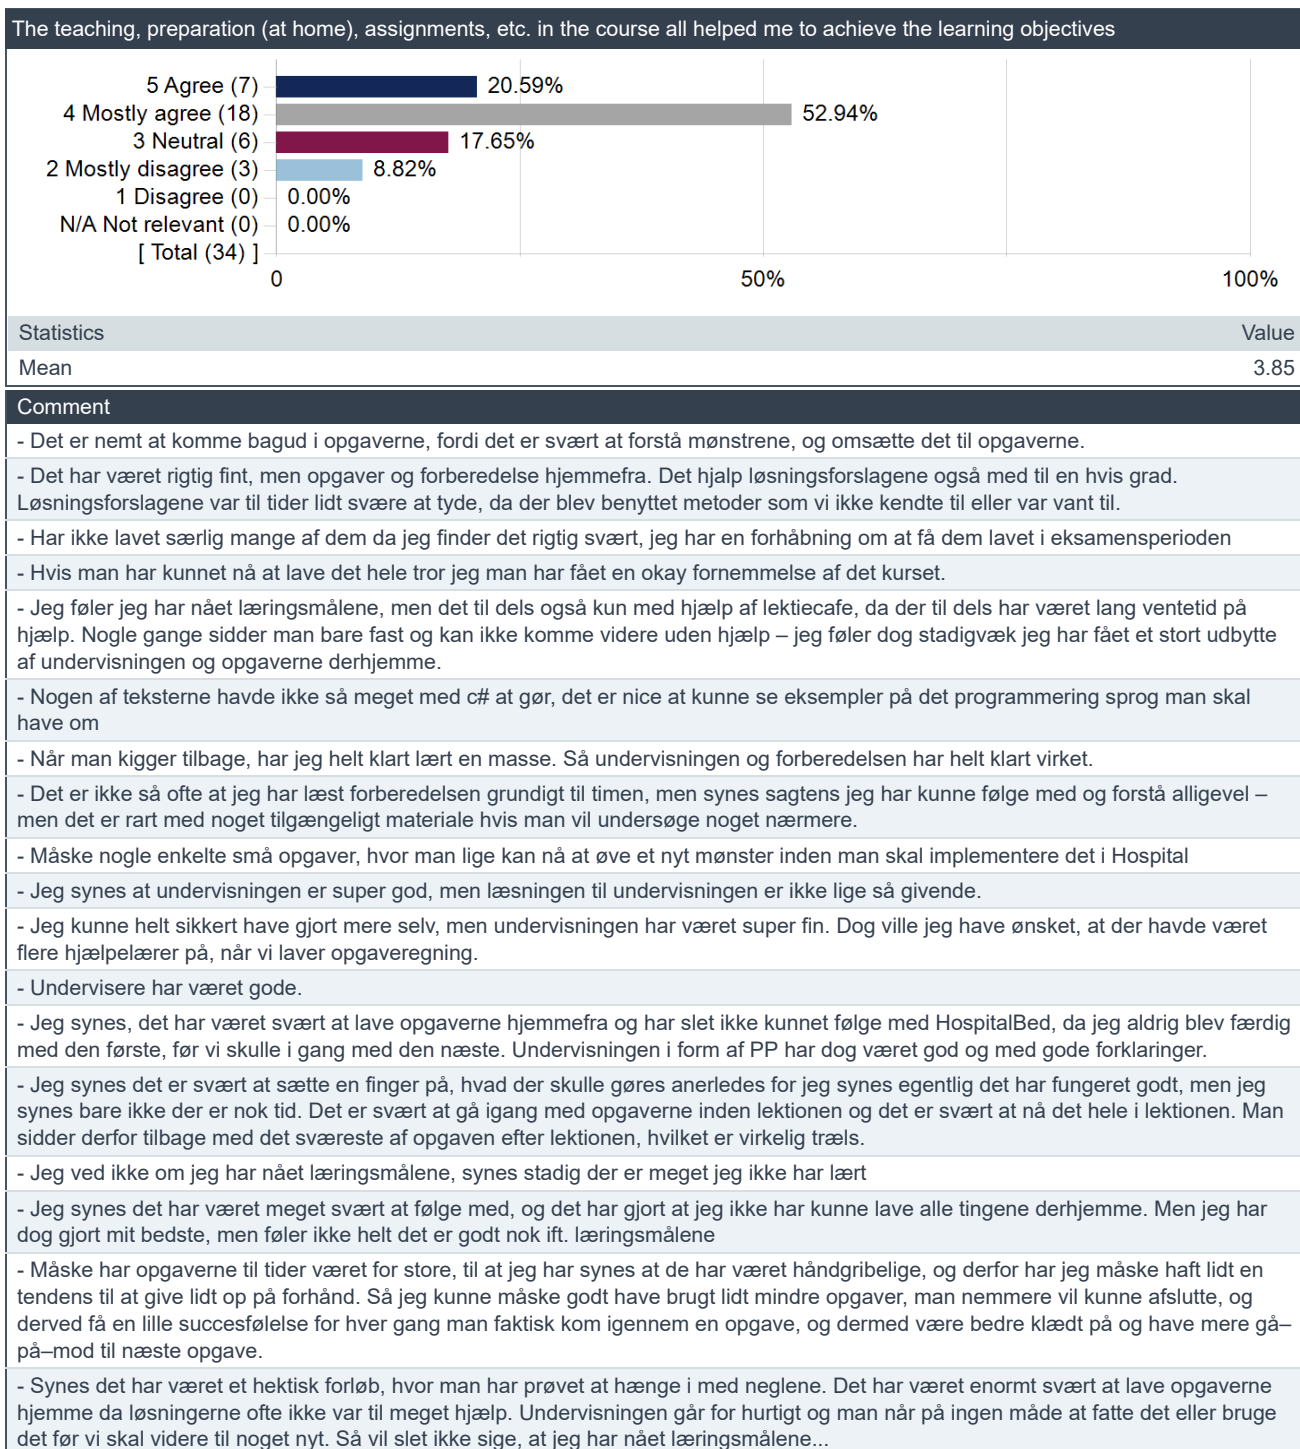 The teaching, preparation (at home), assignments, etc. in the course all helped me to achieve the learning objectives
5 Agree (7) 20.59%
4 Mostly agree (18) 52.94%
3 Neutral (6) 17.65%
2 Mostly disagree (3) 8.82%
1 Disagree (0) 0.00%
N/A Not relevant (0) 0.00%
[ Total (34) ]
0 50% 100%
Statistics Value
Mean 3.85
Comment
- Det er nemt at komme bagud i opgaverne, fordi det er svært at forstå mønstrene, og omsætte det til opgaverne.
- Det har været rigtig fint, men opgaver og forberedelse hjemmefra. Det hjalp løsningsforslagene også med til en hvis grad.
Løsningsforslagene var til tider lidt svære at tyde, da der blev benyttet metoder som vi ikke kendte til eller var vant til.
- Har ikke lavet særlig mange af dem da jeg finder det rigtig svært, jeg har en forhåbning om at få dem lavet i eksamensperioden
- Hvis man har kunnet nå at lave det hele tror jeg man har fået en okay fornemmelse af det kurset.
- Jeg føler jeg har nået læringsmålene, men det til dels også kun med hjælp af lektiecafe, da der til dels har været lang ventetid på
hjælp. Nogle gange sidder man bare fast og kan ikke komme videre uden hjælp – jeg føler dog stadigvæk jeg har fået et stort udbytte
af undervisningen og opgaverne derhjemme.
- Nogen af teksterne havde ikke så meget med c# at gør, det er nice at kunne se eksempler på det programmering sprog man skal
have om
- Når man kigger tilbage, har jeg helt klart lært en masse. Så undervisningen og forberedelsen har helt klart virket.
- Det er ikke så ofte at jeg har læst forberedelsen grundigt til timen, men synes sagtens jeg har kunne følge med og forstå alligevel –
men det er rart med noget tilgængeligt materiale hvis man vil undersøge noget nærmere.
- Måske nogle enkelte små opgaver, hvor man lige kan nå at øve et nyt mønster inden man skal implementere det i Hospital
- Jeg synes at undervisningen er super god, men læsningen til undervisningen er ikke lige så givende.
- Jeg kunne helt sikkert have gjort mere selv, men undervisningen har været super fin. Dog ville jeg have ønsket, at der havde været
flere hjælpelærer på, når vi laver opgaveregning.
- Undervisere har været gode.
- Jeg synes, det har været svært at lave opgaverne hjemmefra og har slet ikke kunnet følge med HospitalBed, da jeg aldrig blev færdig
med den første, før vi skulle i gang med den næste. Undervisningen i form af PP har dog været god og med gode forklaringer.
- Jeg synes det er svært at sætte en finger på, hvad der skulle gøres anerledes for jeg synes egentlig det har fungeret godt, men jeg
synes bare ikke der er nok tid. Det er svært at gå igang med opgaverne inden lektionen og det er svært at nå det hele i lektionen. Man
sidder derfor tilbage med det sværeste af opgaven efter lektionen, hvilket er virkelig træls.
- Jeg ved ikke om jeg har nået læringsmålene, synes stadig der er meget jeg ikke har lært
- Jeg synes det har været meget svært at følge med, og det har gjort at jeg ikke har kunne lave alle tingene derhjemme. Men jeg har
dog gjort mit bedste, men føler ikke helt det er godt nok ift. læringsmålene
- Måske har opgaverne til tider været for store, til at jeg har synes at de har været håndgribelige, og derfor har jeg måske haft lidt en
tendens til at give lidt op på forhånd. Så jeg kunne måske godt have brugt lidt mindre opgaver, man nemmere vil kunne afslutte, og
derved få en lille succesfølelse for hver gang man faktisk kom igennem en opgave, og dermed være bedre klædt på og have mere gå–
på–mod til næste opgave.
- Synes det har været et hektisk forløb, hvor man har prøvet at hænge i med neglene. Det har været enormt svært at lave opgaverne
hjemme da løsningerne ofte ikke var til meget hjælp. Undervisningen går for hurtigt og man når på ingen måde at fatte det eller bruge
det før vi skal videre til noget nyt. Så vil slet ikke sige, at jeg har nået læringsmålene...